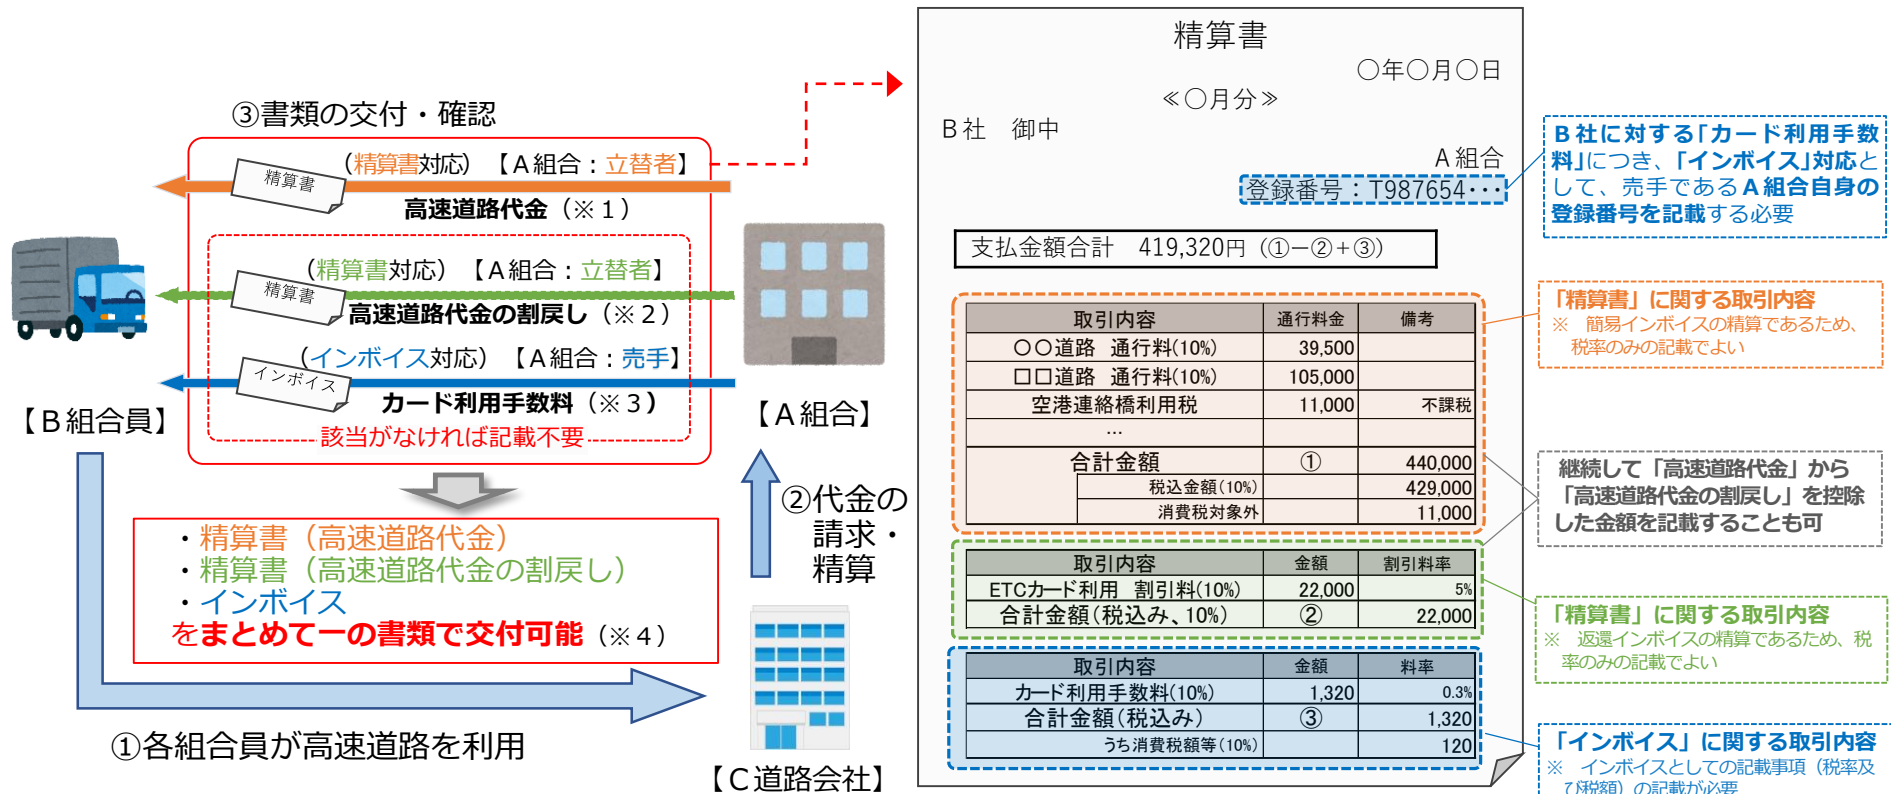 ③書類の交付・確認
（精算書対応）【Ａ組合：立替者】
精算書
高速道路代金（※１）
（精算書対応）【Ａ組合：立替者】
精算書
高速道路代金の割戻し（※２）
（インボイス対応）【Ａ組合：売手】
インボイス
カード利用手数料（※３）
該当がなければ記載不要
【Ｂ組合員】
【Ａ組合】
・精算書（高速道路代金）
・精算書（高速道路代金の割戻し）
・インボイス
をまとめて一の書類で交付可能（※４）
②代金の
請求・
精算
①各組合員が高速道路を利用
【Ｃ道路会社】
精算書
〇年〇月〇日
≪〇月分≫
Ｂ社　御中
Ａ組合
登録番号：T987654・・・
支払金額合計　419,320円（①－②＋③）
取引内容 通行料金 備考
〇〇道路　通行料(10%) 39,500
□□道路　通行料(10%) 105,000
空港連絡橋利用税 11,000 不課税
…
合計金額 ① 440,000
税込金額(10%) 429,000
消費税対象外 11,000
取引内容 金額 割引料率
ETCカード利用　割引料(10%) 22,000 5%
合計金額(税込み、10%) ② 22,000
取引内容 金額 料率
カード利用手数料(10%) 1,320 0.3%
合計金額(税込み) ③ 1,320
うち消費税額等(10%) 120
Ｂ社に対する「カード利用手数
料」につき、「インボイス」対応と
して、売手であるＡ組合自身の
登録番号を記載する必要
「精算書」に関する取引内容
※　簡易インボイスの精算であるため、
税率のみの記載でよい
継続して「高速道路代金」から
「高速道路代金の割戻し」を控除
した金額を記載することも可
「精算書」に関する取引内容
※　返還インボイスの精算であるため、税
率のみの記載でよい
「インボイス」に関する取引内容
※　インボイスとしての記載事項（税率及
び税額）の記載が必要